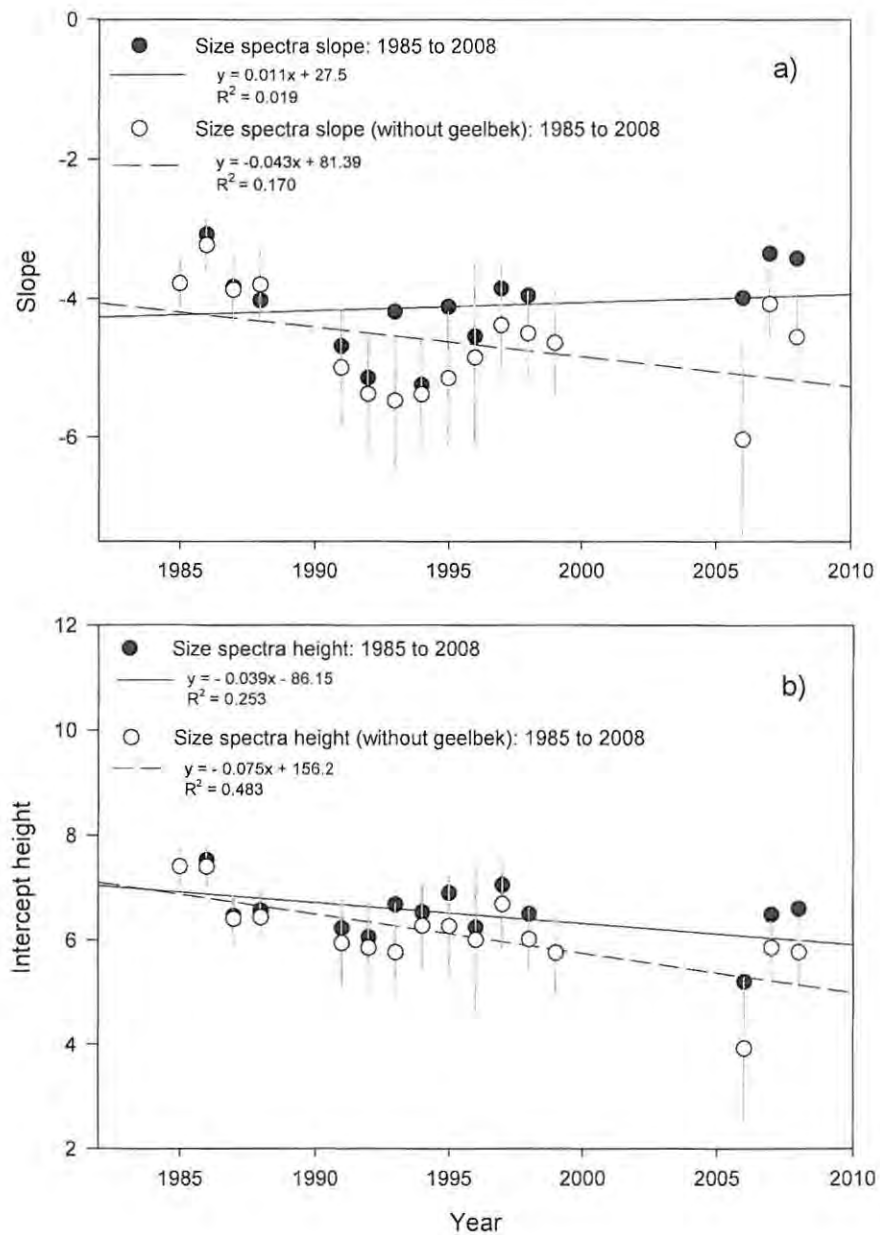 0
Size spectra slope: 1985 to 2008
a)
y = 0.011x + 27.5
R² = 0.019
Size spectra slope (without geelbek): 1985 to 2008
y = -0.043x + 81.39
R² = 0.170
-2
-4
-6
Slope
1985 1990 1995 2000 2005 2010
12
Size spectra height: 1985 to 2008
b)
y = - 0.039x - 86.15
R² = 0.253
Size spectra height (without geelbek): 1985 to 2008
y = - 0.075x + 156.2
R² = 0.483
10
8
6
4
2
Intercept height
1985 1990 1995 2000 2005 2010
Year